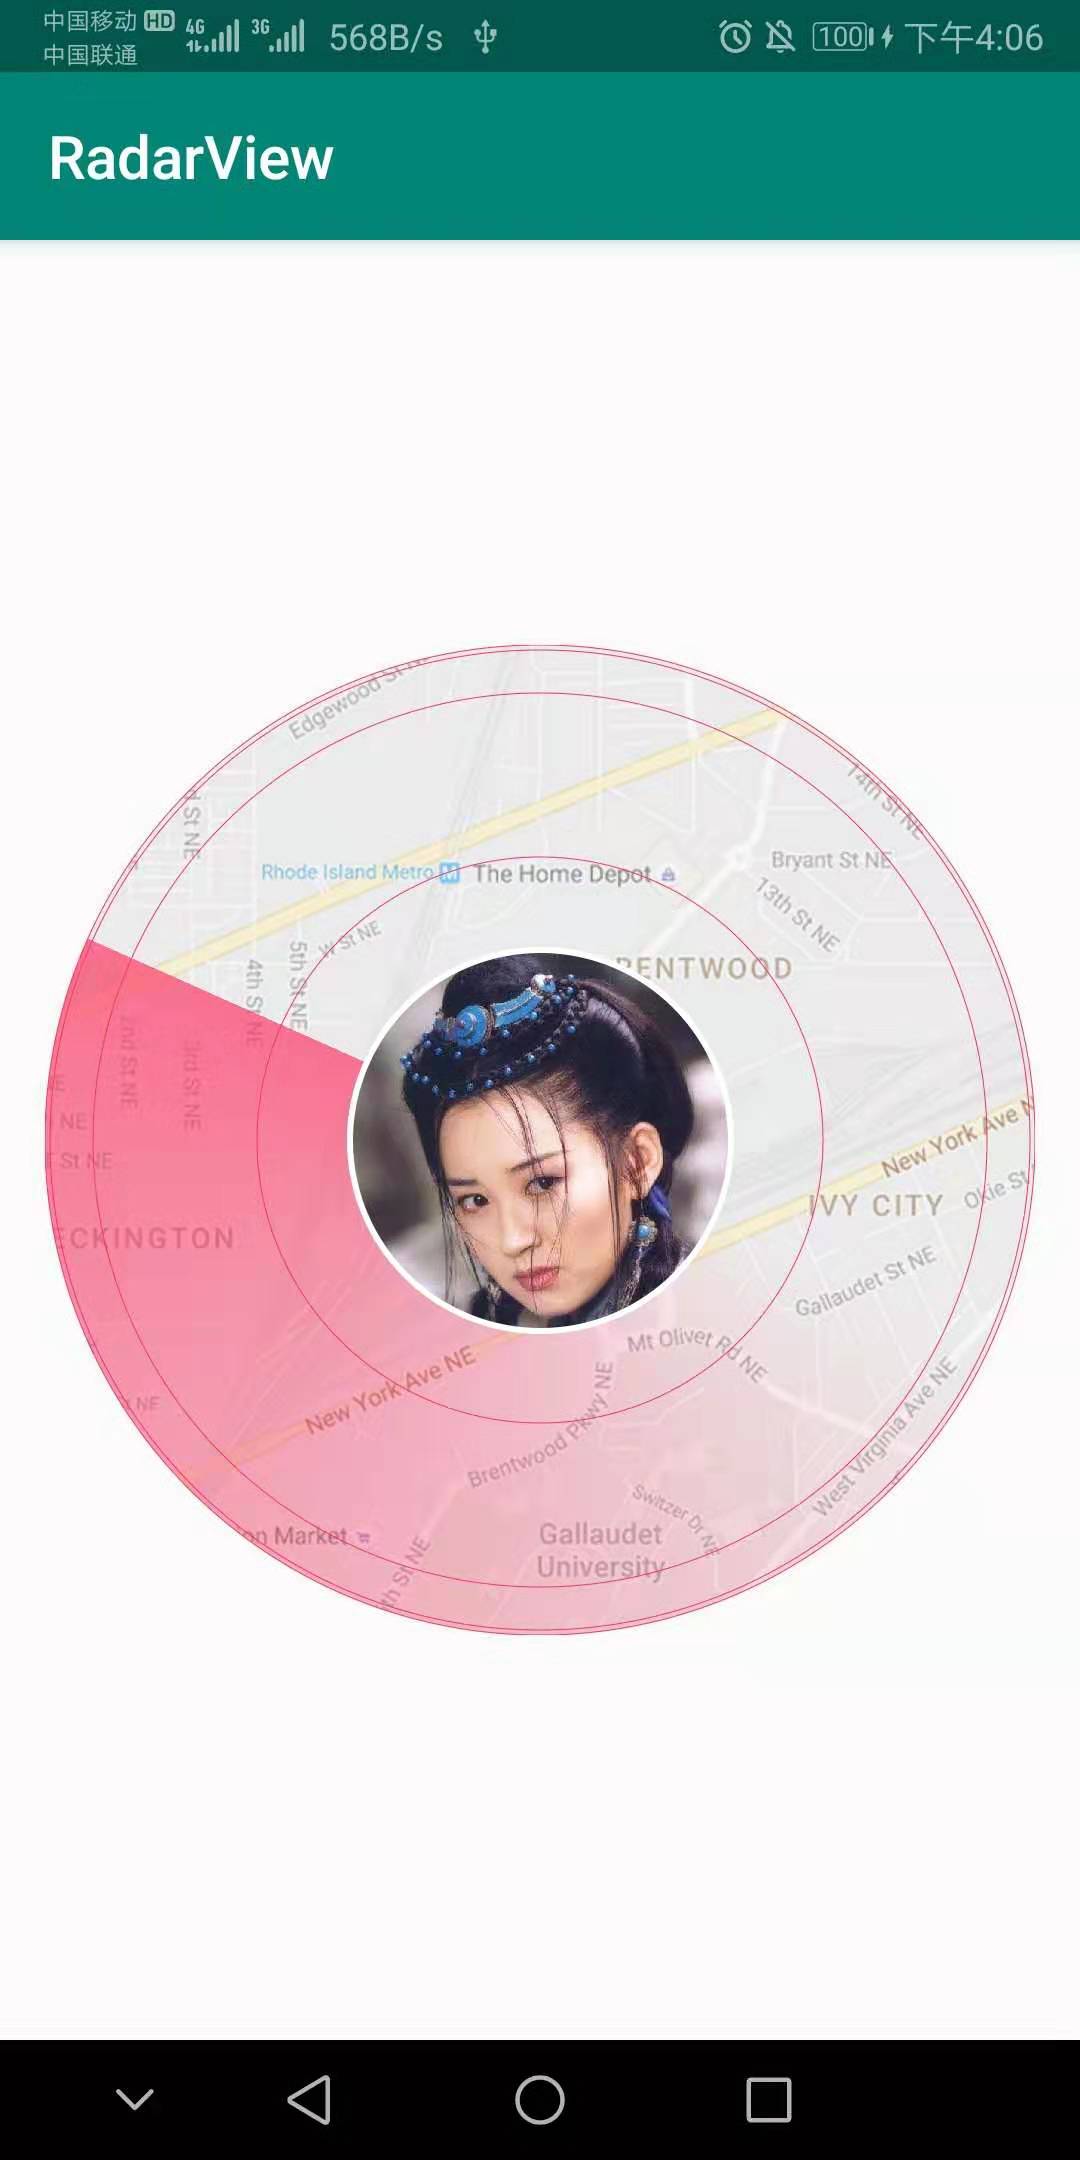 中国移动 HD 4G 3G 568B/s 100 下午4:06
中国联通
RadarView
Edgewood St
St NE
14th St NE
Rhode Island Metro M The Home Depot
Bryant St NE
13th St NE
W St NE
5th St NE
4th St NE
2nd St NE
3rd St NE
RENTWOOD
NE
St NE
ECKINGTON
New York Ave
IVY CITY
Okie St
Gallaudet St NE
Mt Olivet Rd NE
New York Ave NE
NE
Brentwood Pkwy NE
West Virginia Ave NE
Switzer Dr NE
on Market
th St NE
Gallaudet
University